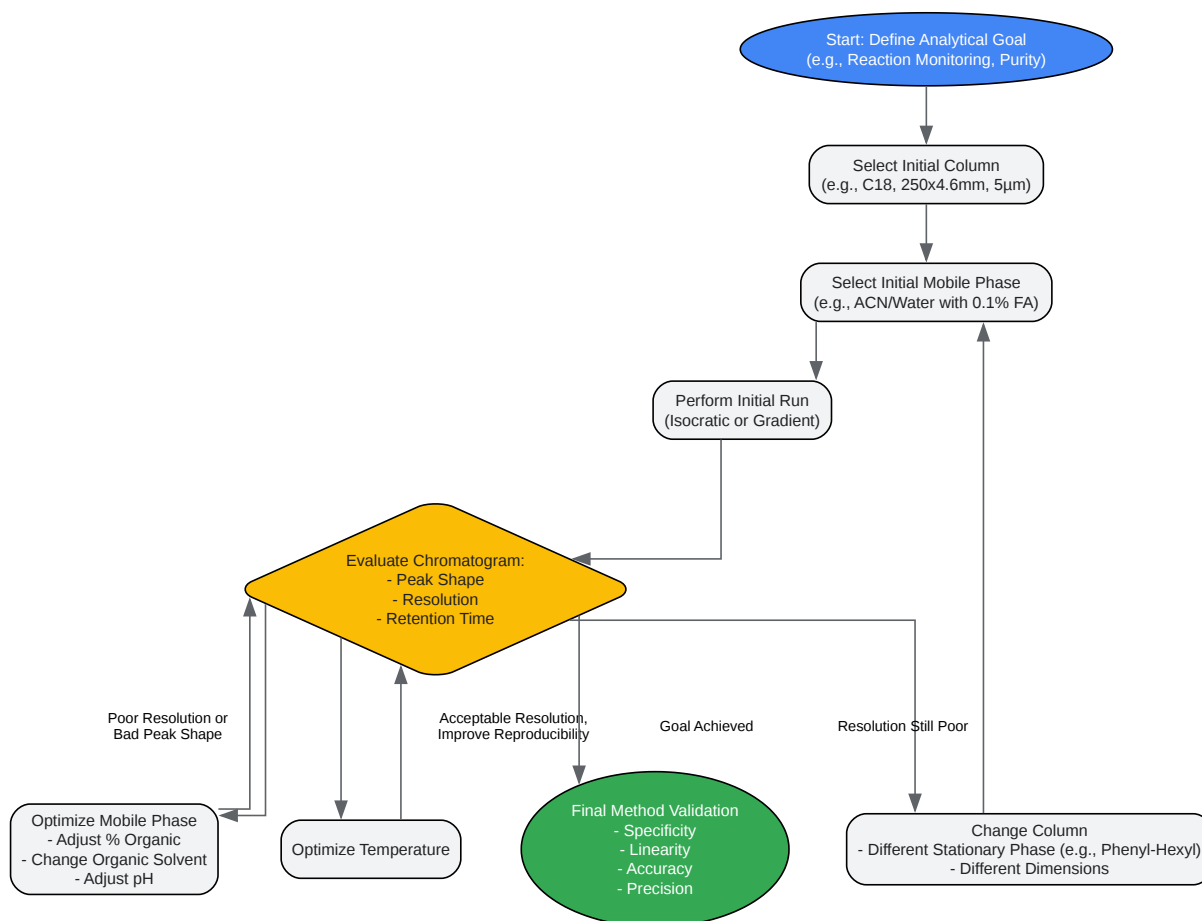 Start: Define Analytical Goal
(e.g., Reaction Monitoring, Purity)
Select Initial Column
(e.g., C18, 250x4.6mm, 5µm)
Select Initial Mobile Phase
(e.g., ACN/Water with 0.1% FA)
Perform Initial Run
(Isocratic or Gradient)
Evaluate Chromatogram:
- Peak Shape
- Resolution
- Retention Time
Poor Resolution or
Bad Peak Shape
Acceptable Resolution,
Improve Reproducibility
Goal Achieved
Resolution Still Poor
Optimize Mobile Phase
- Adjust % Organic
- Change Organic Solvent
- Adjust pH
Optimize Temperature
Final Method Validation
- Specificity
- Linearity
- Accuracy
- Precision
Change Column
- Different Stationary Phase (e.g., Phenyl-Hexyl)
- Different Dimensions